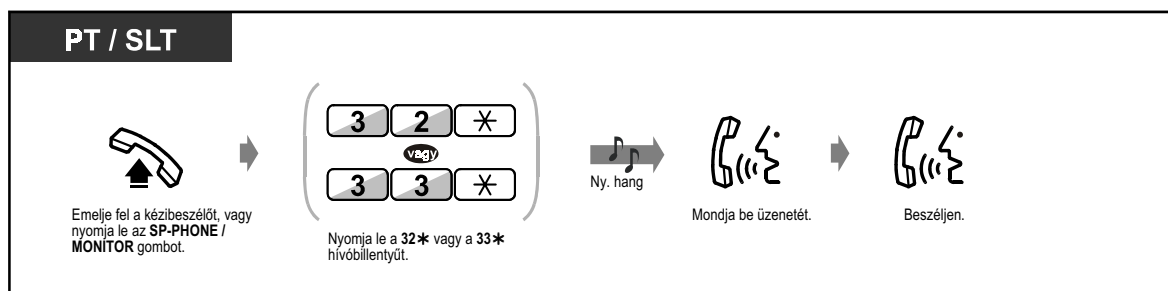 PT / SLT
3 2 *
vagy
3 3 *
Ny. hang
Emelje fel a kézibeszélőt, vagy
nyomja le az SP-PHONE /
MONITOR gombot.
Nyomja le a 32* vagy a 33*
hívóbillentyűt.
Mondja be üzenetét.
Beszéljen.